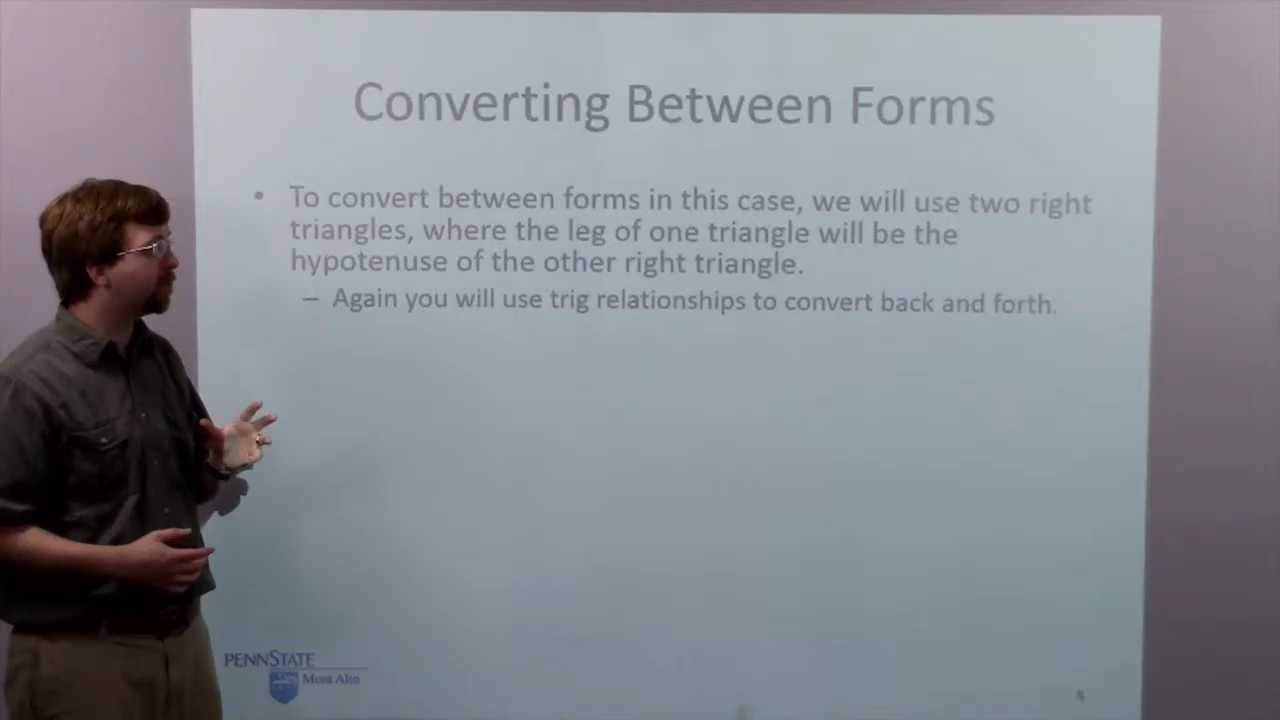 Converting Between Forms
• To convert between forms in this case, we will use two right
triangles, where the leg of one triangle will be the
hypotenuse of the other right triangle.
– Again you will use trig relationships to convert back and forth.
PENNSTATE
Mont Alto